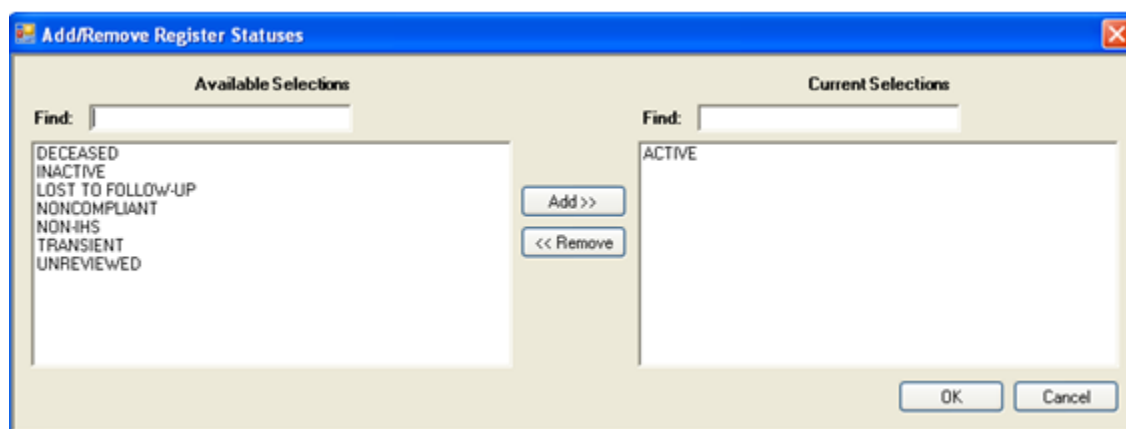 Add/Remove Register Statuses
Available Selections
Find:
DECEASED
INACTIVE
LOST TO FOLLOW-UP
NONCOMPLIANT
NON-IHS
TRANSIENT
UNREVIEWED
Add >>
<< Remove
Current Selections
Find:
ACTIVE
OK
Cancel